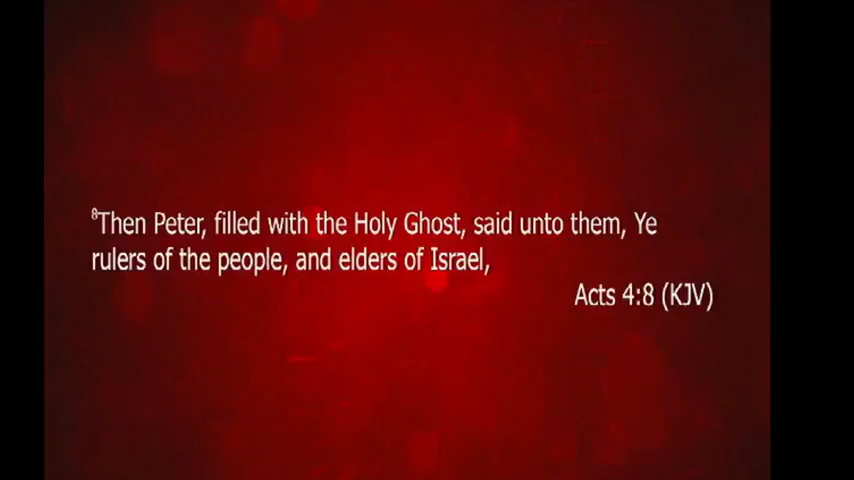 ⁸Then Peter, filled with the Holy Ghost, said unto them, Ye
rulers of the people, and elders of Israel,
Acts 4:8 (KJV)